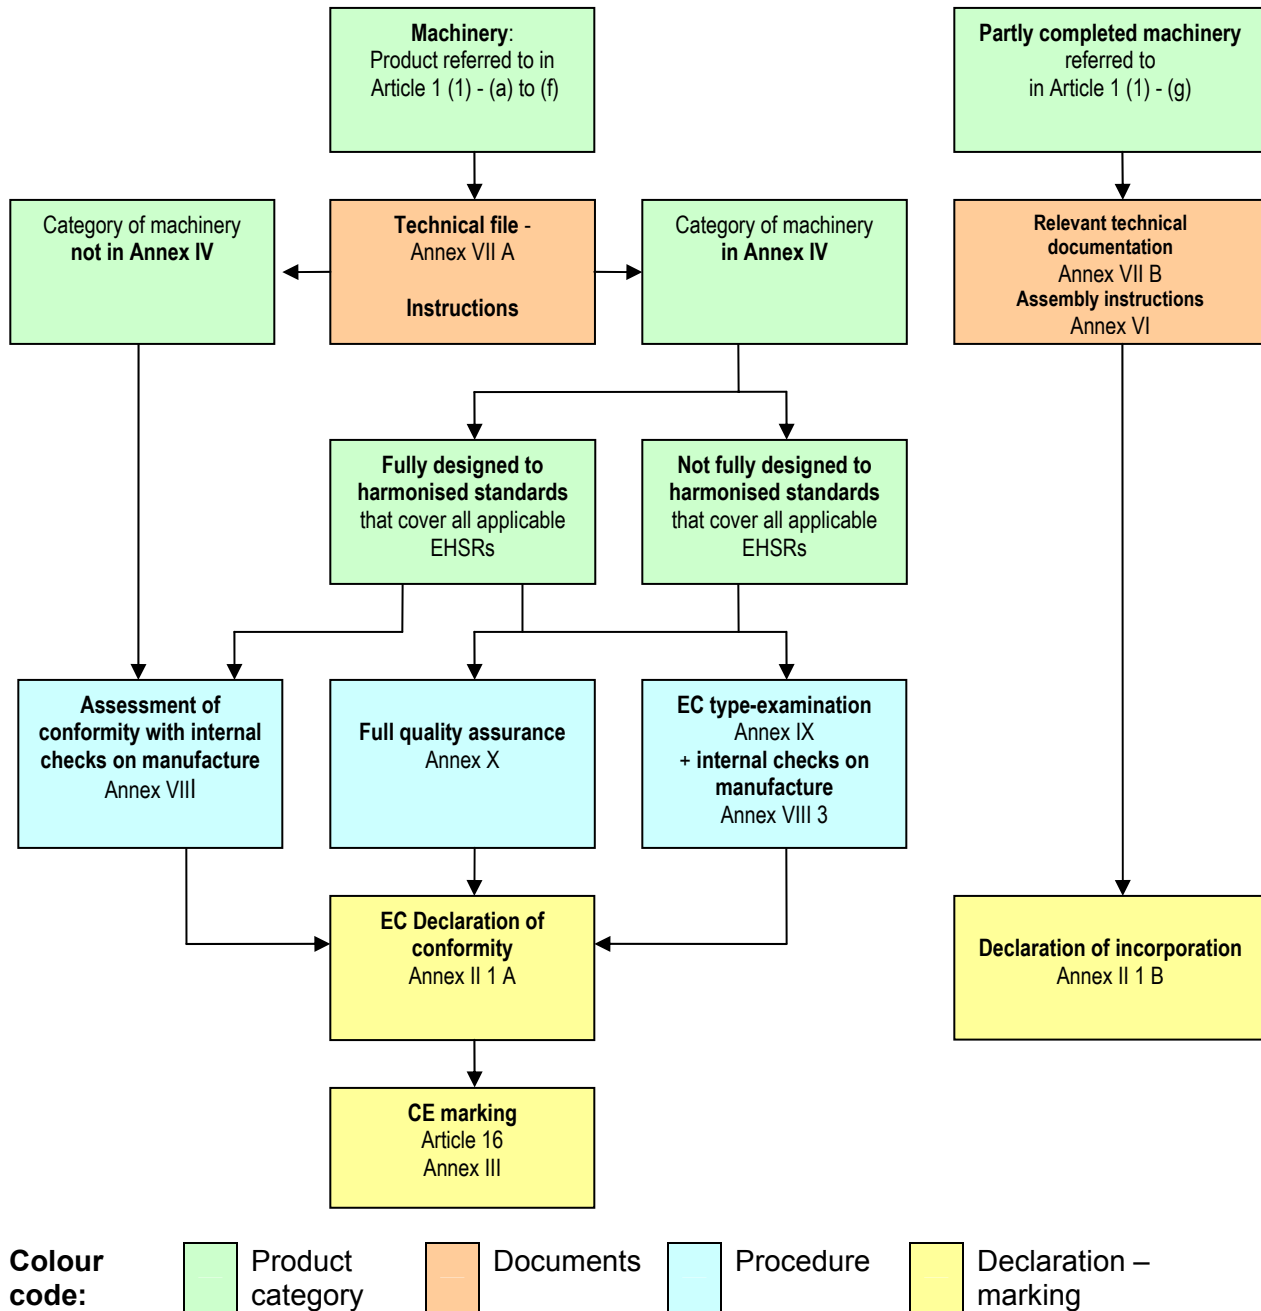 Machinery:
Product referred to in
Article 1 (1) - (a) to (f)
Partly completed machinery
referred to
in Article 1 (1) - (g)
Category of machinery
not in Annex IV
Technical file -
Annex VII A
Instructions
Category of machinery
in Annex IV
Relevant technical
documentation
Annex VII B
Assembly instructions
Annex VI
Fully designed to
harmonised standards
that cover all applicable
EHSRs
Not fully designed to
harmonised standards
that cover all applicable
EHSRs
Assessment of
conformity with internal
checks on manufacture
Annex VIII
Full quality assurance
Annex X
EC type-examination
Annex IX
+ internal checks on
manufacture
Annex VIII 3
EC Declaration of
conformity
Annex II 1 A
Declaration of incorporation
Annex II 1 B
CE marking
Article 16
Annex III
Colour
code:
Product
category
Documents
Procedure
Declaration –
marking